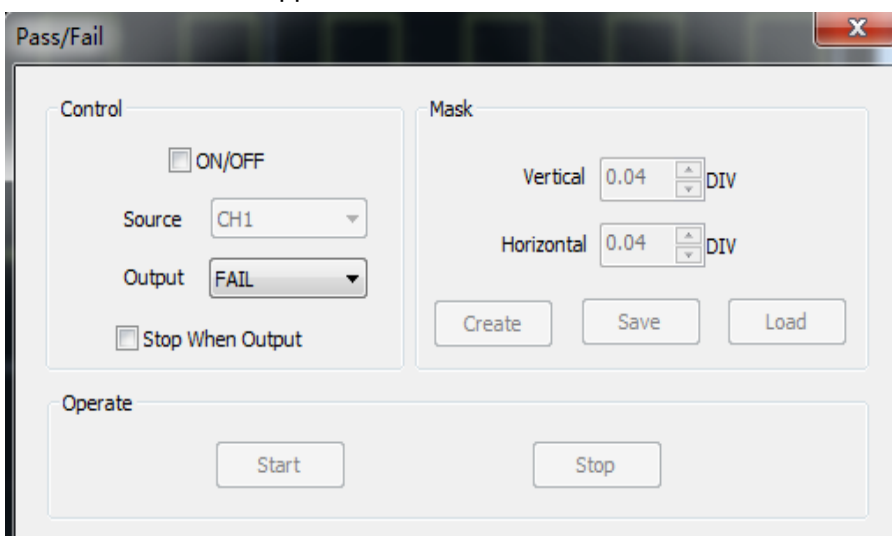 Pass/Fail
Control
ON/OFF
Source CH1
Output FAIL
Stop When Output
Mask
Vertical 0.04 DIV
Horizontal 0.04 DIV
Create Save Load
Operate
Start Stop